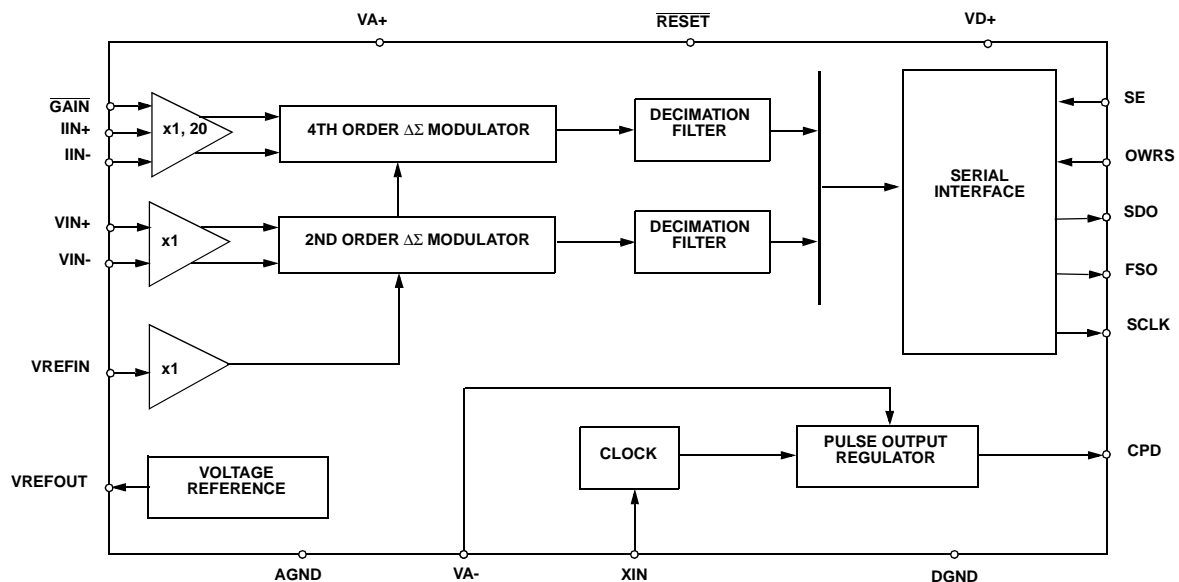 VA+
RESET
VD+
GAIN
IIN+
IIN-
x1, 20
4TH ORDER ΔΣ MODULATOR
DECIMATION
FILTER
VIN+
VIN-
x1
2ND ORDER ΔΣ MODULATOR
DECIMATION
FILTER
SERIAL
INTERFACE
SE
OWRS
SDO
FSO
SCLK
VREFIN
x1
VREFOUT
VOLTAGE
REFERENCE
CLOCK
PULSE OUTPUT
REGULATOR
CPD
AGND
VA-
XIN
DGND